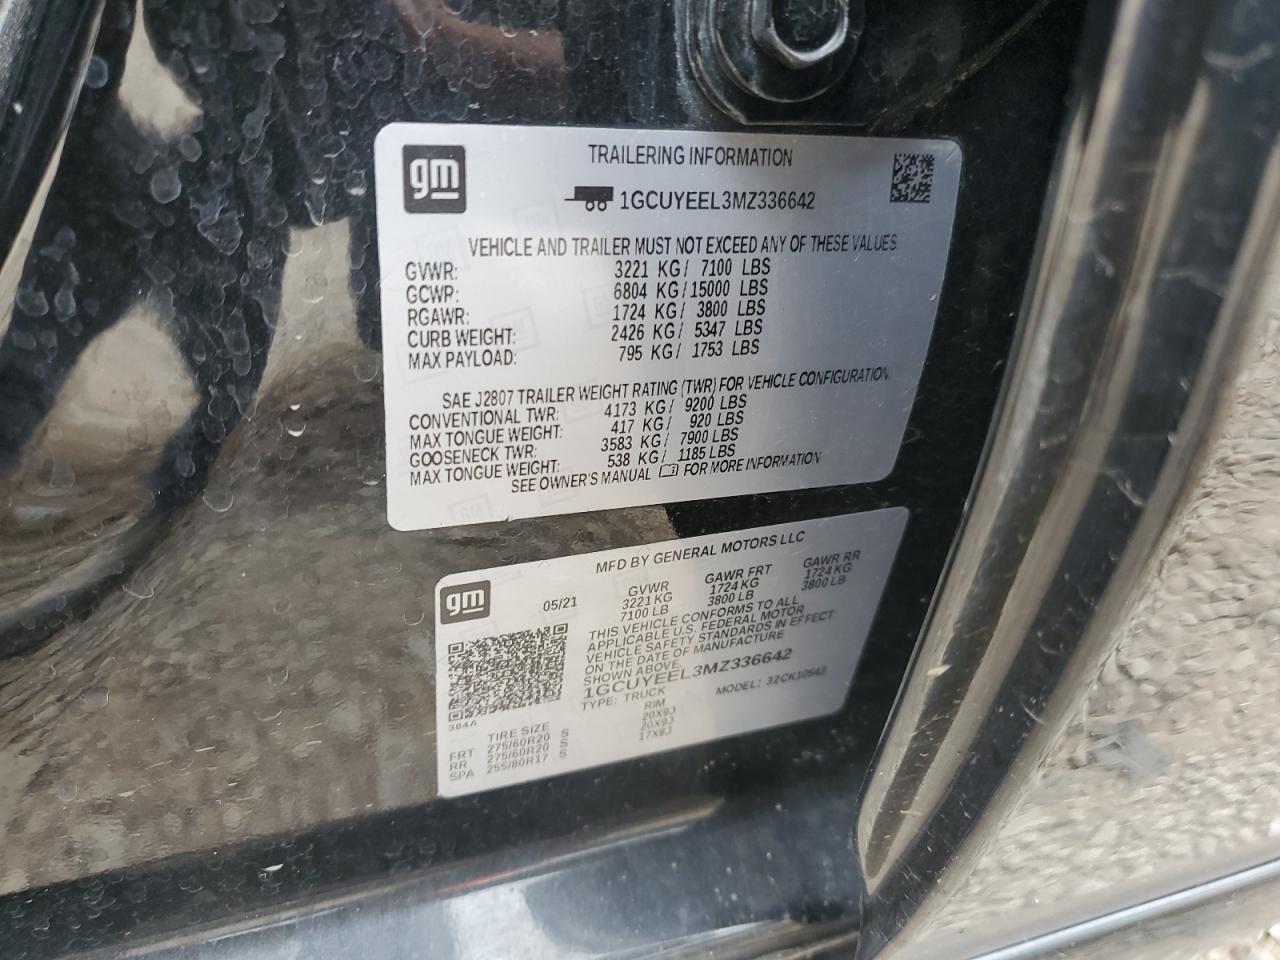 gm
TRAILERING INFORMATION
1GCUYEEL3MZ336642
VEHICLE AND TRAILER MUST NOT EXCEED ANY OF THESE VALUES
GVWR: 3221 KG/ 7100 LBS
GCWR: 6804 KG/ 15000 LBS
RGAWR: 1724 KG/ 3800 LBS
CURB WEIGHT: 2426 KG/ 5347 LBS
MAX PAYLOAD: 795 KG/ 1753 LBS
SAE J2807 TRAILER WEIGHT RATING (TWR) FOR VEHICLE CONFIGURATION
CONVENTIONAL TWR: 4173 KG/ 9200 LBS
MAX TONGUE WEIGHT: 417 KG/ 920 LBS
GOOSENECK TWR: 3583 KG/ 7900 LBS
MAX TONGUE WEIGHT: 538 KG/ 1185 LBS
SEE OWNER'S MANUAL FOR MORE INFORMATION
MFD BY GENERAL MOTORS LLC
gm
05/21
GVWR GAWR FRT GAWR RR
3221 KG 1724 KG 1724 KG
7100 LB 3800 LB 3800 LB
THIS VEHICLE CONFORMS TO ALL
APPLICABLE U.S. FEDERAL MOTOR
VEHICLE SAFETY STANDARDS IN EFFECT
ON THE DATE OF MANUFACTURE
SHOWN ABOVE.
1GCUYEEL3MZ336642
TYPE: TRUCK MODEL: 32CK10543
384A
TIRE SIZE RIM
FRT 275/60R20 S 20X9J
RR 275/60R20 S 20X9J
SPA 255/80R17 S 17X8J